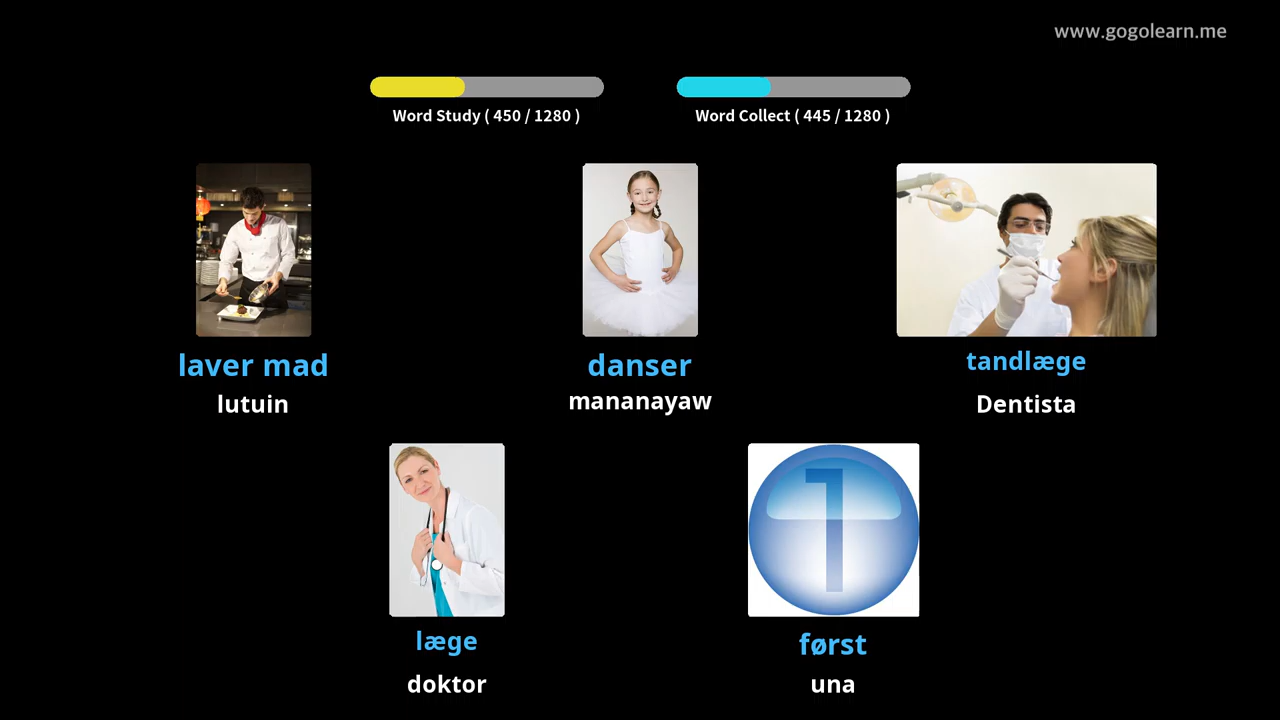 www.gogolearn.me
Word Study ( 450 / 1280 )
Word Collect ( 445 / 1280 )
laver mad
lutuin
danser
mananayaw
tandlæge
Dentista
læge
doktor
1
først
una